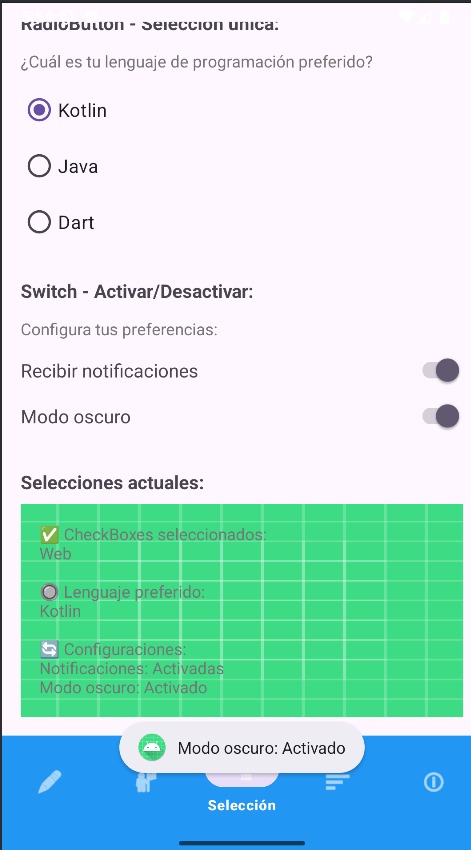 RadioButton - Selección única:
¿Cuál es tu lenguaje de programación preferido?
Kotlin
Java
Dart
Switch - Activar/Desactivar:
Configura tus preferencias:
Recibir notificaciones
Modo oscuro
Selecciones actuales:
✅ CheckBoxes seleccionados:
Web
🔘 Lenguaje preferido:
Kotlin
🔄 Configuraciones:
Notificaciones: Activadas
Modo oscuro: Activado
Modo oscuro: Activado
Selección